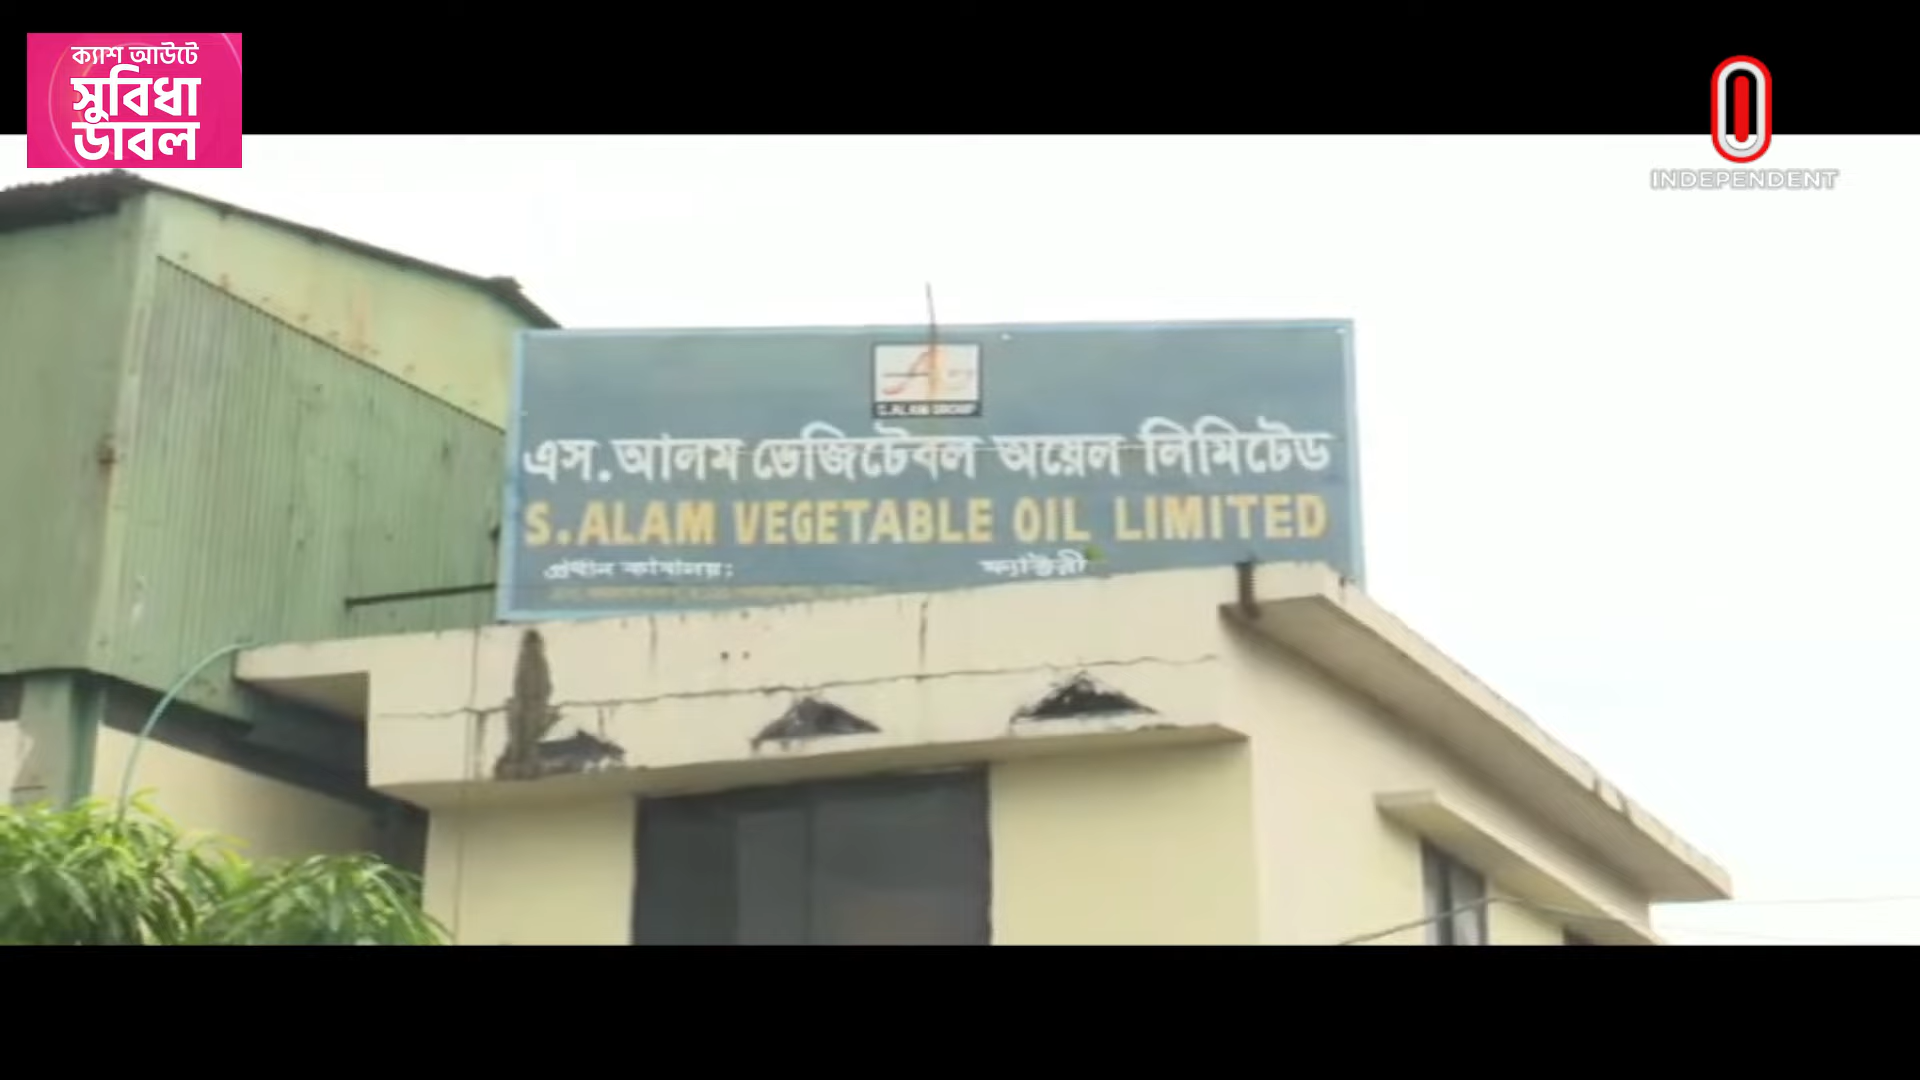 ক্যাশ আউটে
সুবিধা
ডাবল
INDEPENDENT
S. ALAM GROUP
এস.আলম ভেজিটেবল অয়েল লিমিটেড
S.ALAM VEGETABLE OIL LIMITED
প্রধান কার্যালয়:
ফ্যাক্টরী